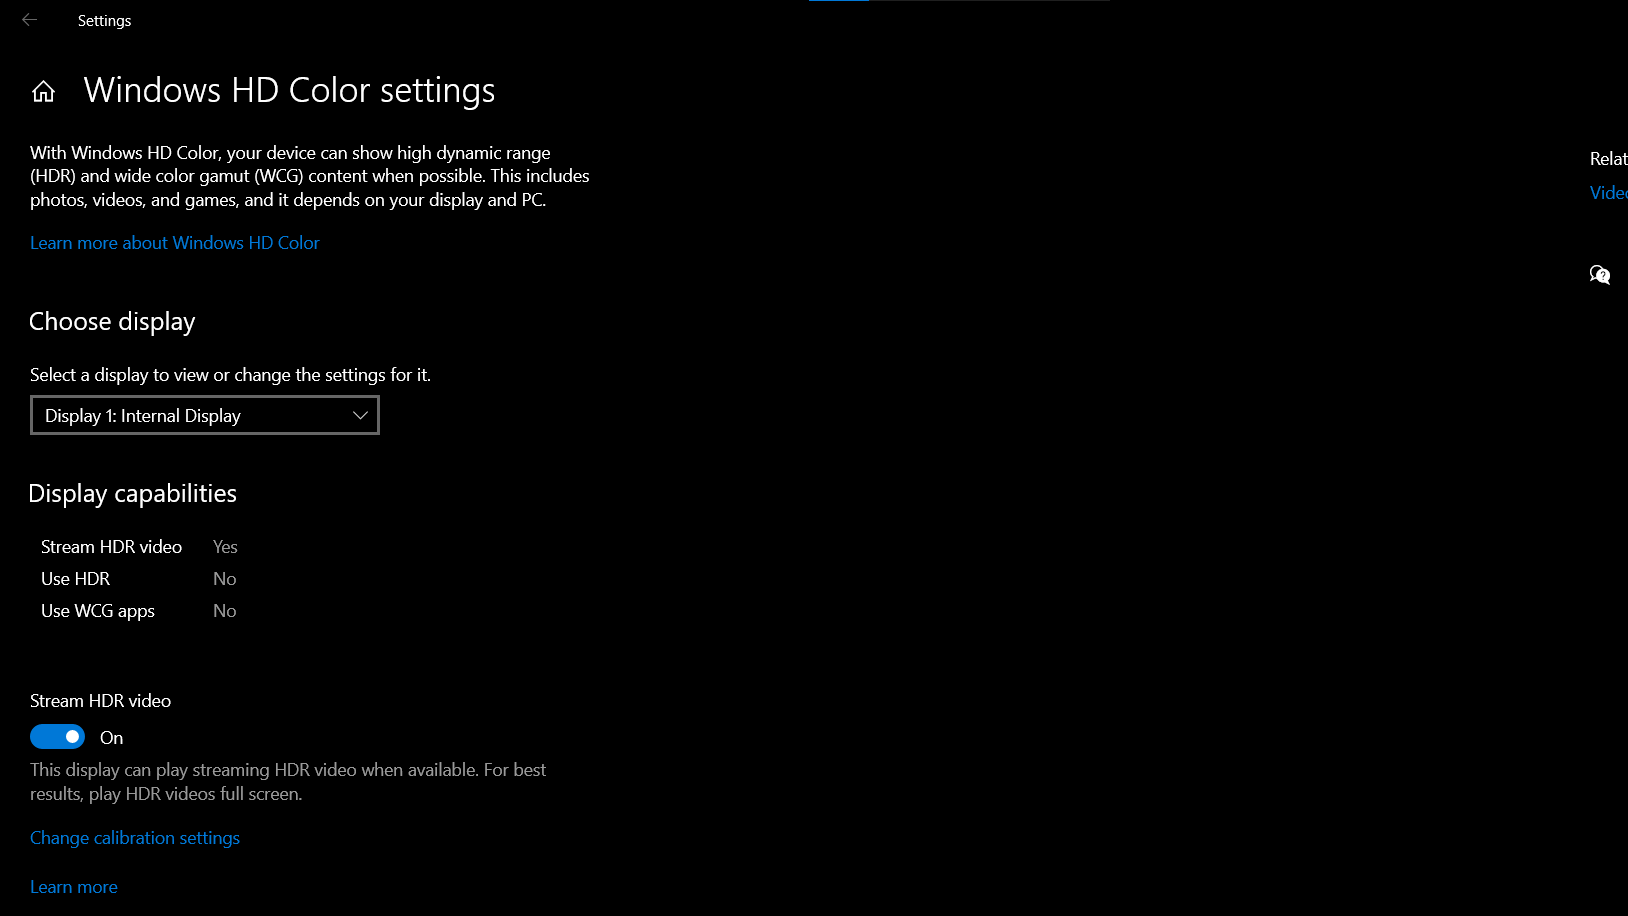 Settings
Windows HD Color settings
With Windows HD Color, your device can show high dynamic range
(HDR) and wide color gamut (WCG) content when possible. This includes
photos, videos, and games, and it depends on your display and PC.
Learn more about Windows HD Color
Choose display
Select a display to view or change the settings for it.
Display 1: Internal Display
Display capabilities
Stream HDR video Yes
Use HDR No
Use WCG apps No
Stream HDR video
On
This display can play streaming HDR video when available. For best
results, play HDR videos full screen.
Change calibration settings
Learn more
Relat
Video